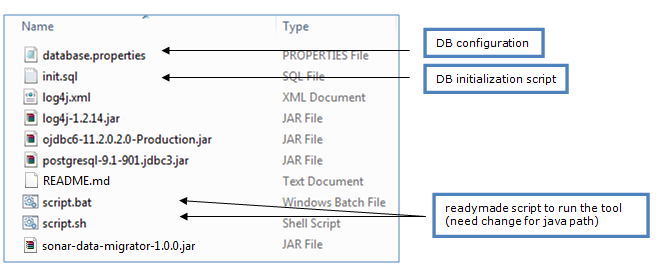 Name Type
database.properties PROPERTIES File
init.sql SQL File
log4j.xml XML Document
log4j-1.2.14.jar JAR File
ojdbc6-11.2.0.2.0-Production.jar JAR File
postgresql-9.1-901.jdbc3.jar JAR File
README.md Text Document
script.bat Windows Batch File
script.sh Shell Script
sonar-data-migrator-1.0.0.jar JAR File
DB configuration
DB initialization script
readymade script to run the tool
(need change for java path)